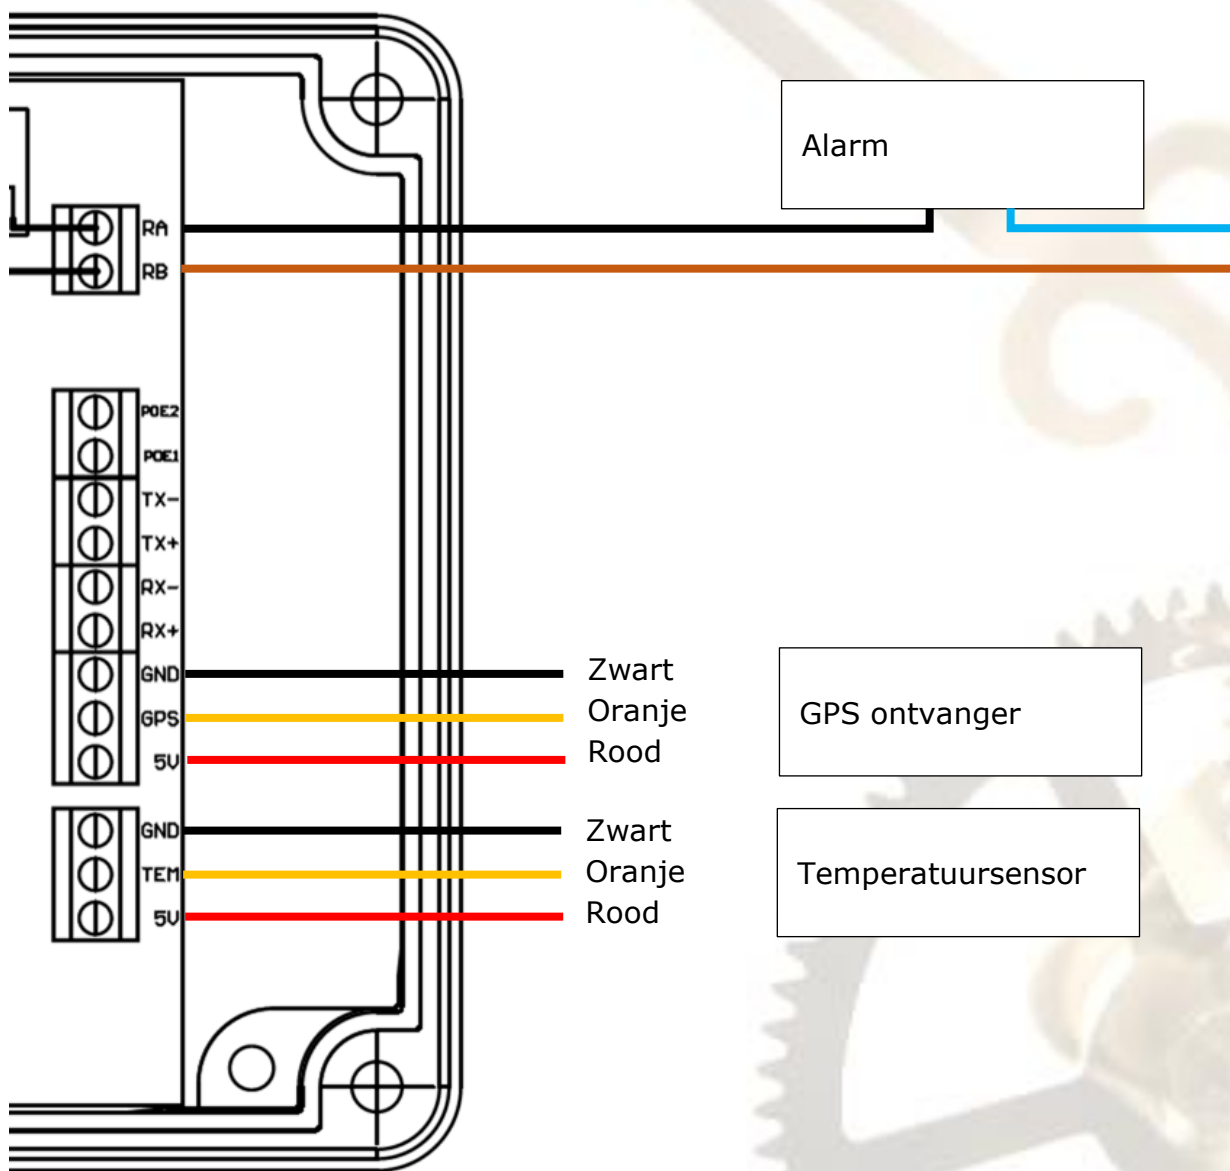 Alarm
RA
RB
POE2
POE1
TX-
TX+
RX-
RX+
GND
GPS
5V
Zwart
Oranje
Rood
GPS ontvanger
GND
TEM
5V
Zwart
Oranje
Rood
Temperatuursensor